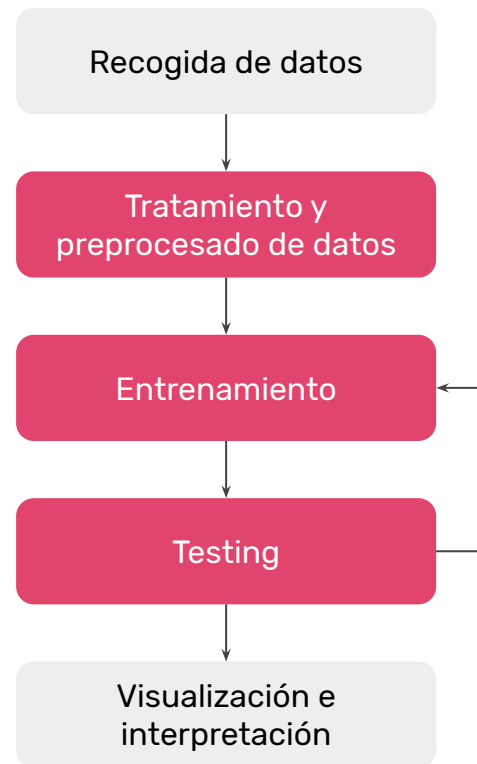 Recogida de datos
Tratamiento y
preprocesado de datos
Entrenamiento
Testing
Visualización e
interpretación